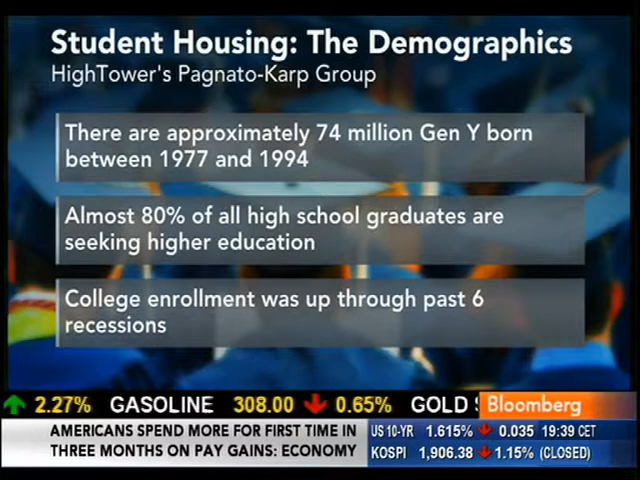 Student Housing: The Demographics
HighTower's Pagnato-Karp Group
There are approximately 74 million Gen Y born
between 1977 and 1994
Almost 80% of all high school graduates are
seeking higher education
College enrollment was up through past 6
recessions
2.27% GASOLINE 308.00 0.65% GOLD
Bloomberg
AMERICANS SPEND MORE FOR FIRST TIME IN
THREE MONTHS ON PAY GAINS: ECONOMY
US 10-YR 1.615% 0.035 19:39 CET
KOSPI 1,906.38 1.15% (CLOSED)